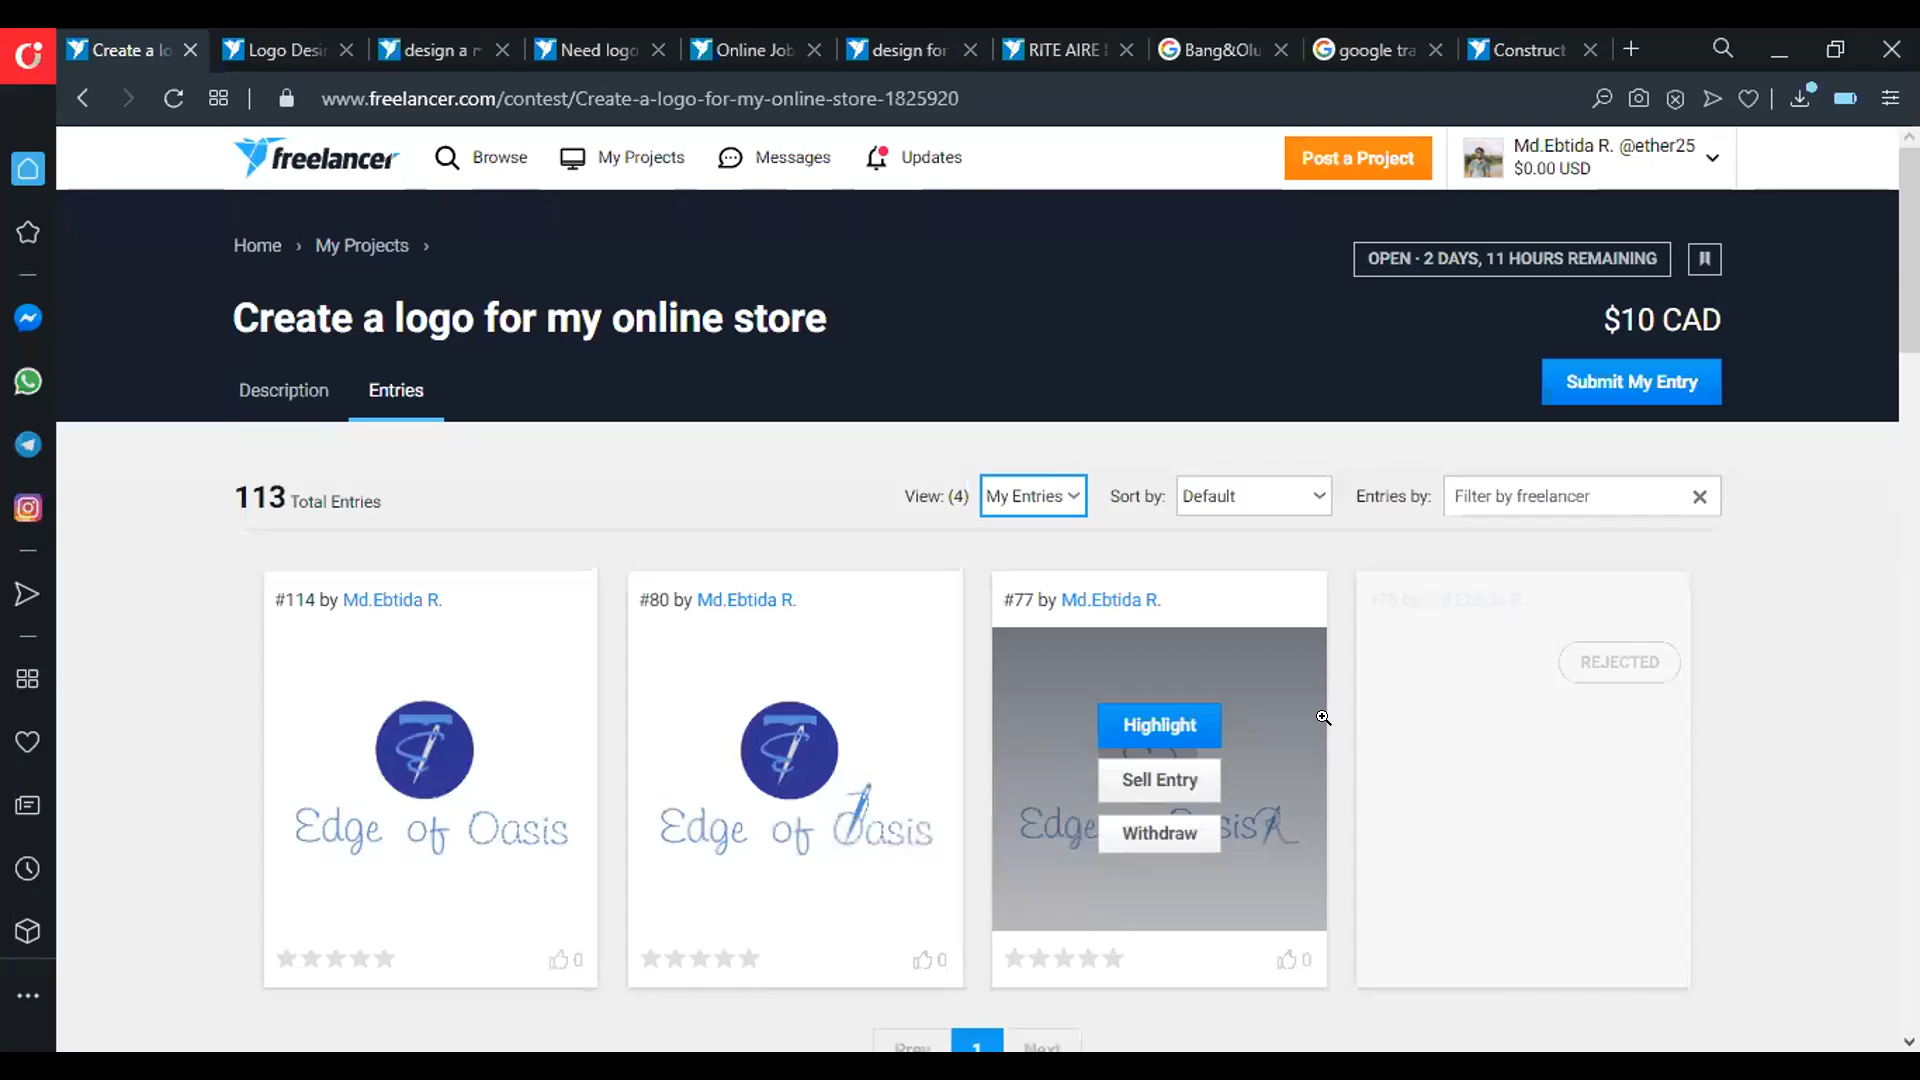 Create a lo
Logo Desi
design a r
Need logo
Online Job
design for
RITE AIRE
Bang&Olu
google tra
Construct
www.freelancer.com/contest/Create-a-logo-for-my-online-store-1825920
freelancer
Browse
My Projects
Messages
Updates
Post a Project
Md.Ebtida R. @ether25
$0.00 USD
Home › My Projects ›
OPEN · 2 DAYS, 11 HOURS REMAINING
Create a logo for my online store
$10 CAD
Description
Entries
Submit My Entry
113 Total Entries
View: (4)
My Entries
Sort by:
Default
Entries by:
Filter by freelancer
#114 by Md.Ebtida R.
#80 by Md.Ebtida R.
#77 by Md.Ebtida R.
REJECTED
Highlight
Sell Entry
Withdraw
Edge of Oasis
Edge of Oasis
Edge
0
0
0
Prev
1
Next